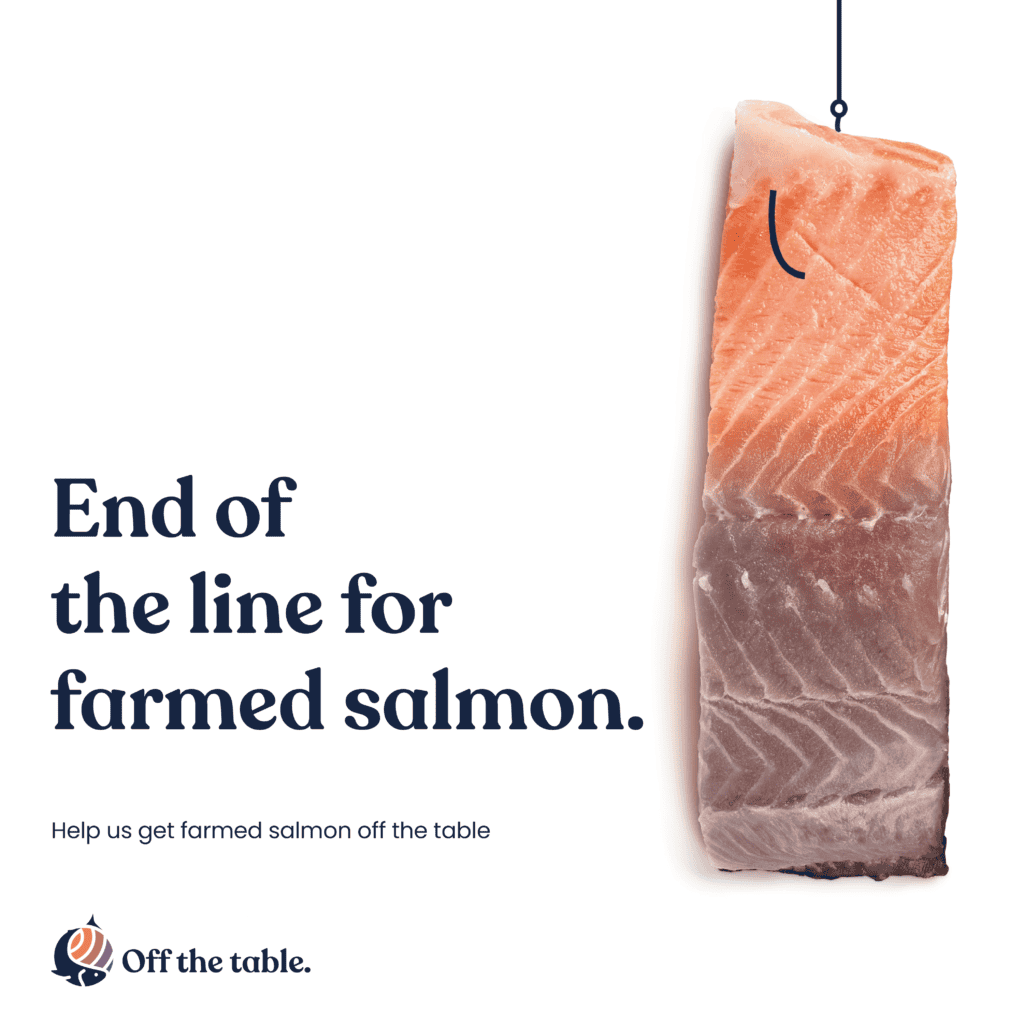 End of
the line for
farmed salmon.
Help us get farmed salmon off the table
Off the table.